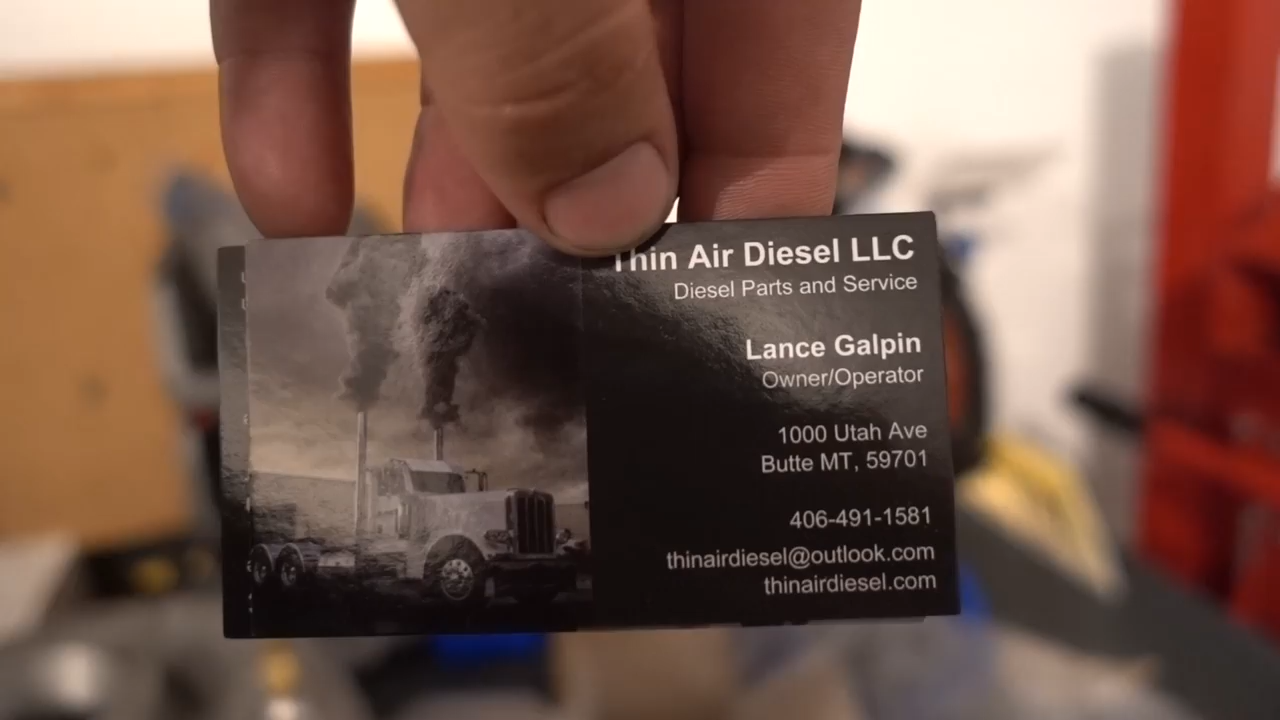 Thin Air Diesel LLC
Diesel Parts and Service
Lance Galpin
Owner/Operator
1000 Utah Ave
Butte MT, 59701
406-491-1581
thinairdiesel@outlook.com
thinairdiesel.com